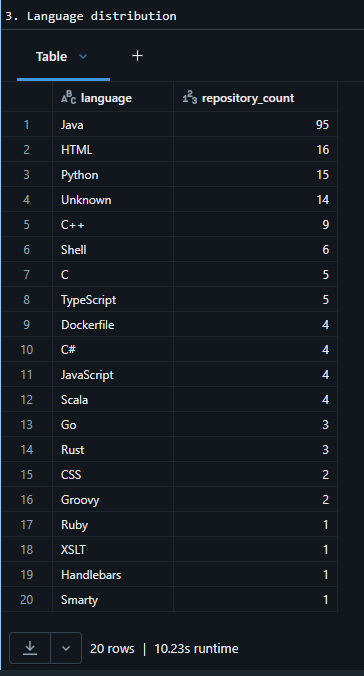 3. Language distribution
Table +
ABC language 123 repository_count
1 Java 95
2 HTML 16
3 Python 15
4 Unknown 14
5 C++ 9
6 Shell 6
7 C 5
8 TypeScript 5
9 Dockerfile 4
10 C# 4
11 JavaScript 4
12 Scala 4
13 Go 3
14 Rust 3
15 CSS 2
16 Groovy 2
17 Ruby 1
18 XSLT 1
19 Handlebars 1
20 Smarty 1
20 rows | 10.23s runtime